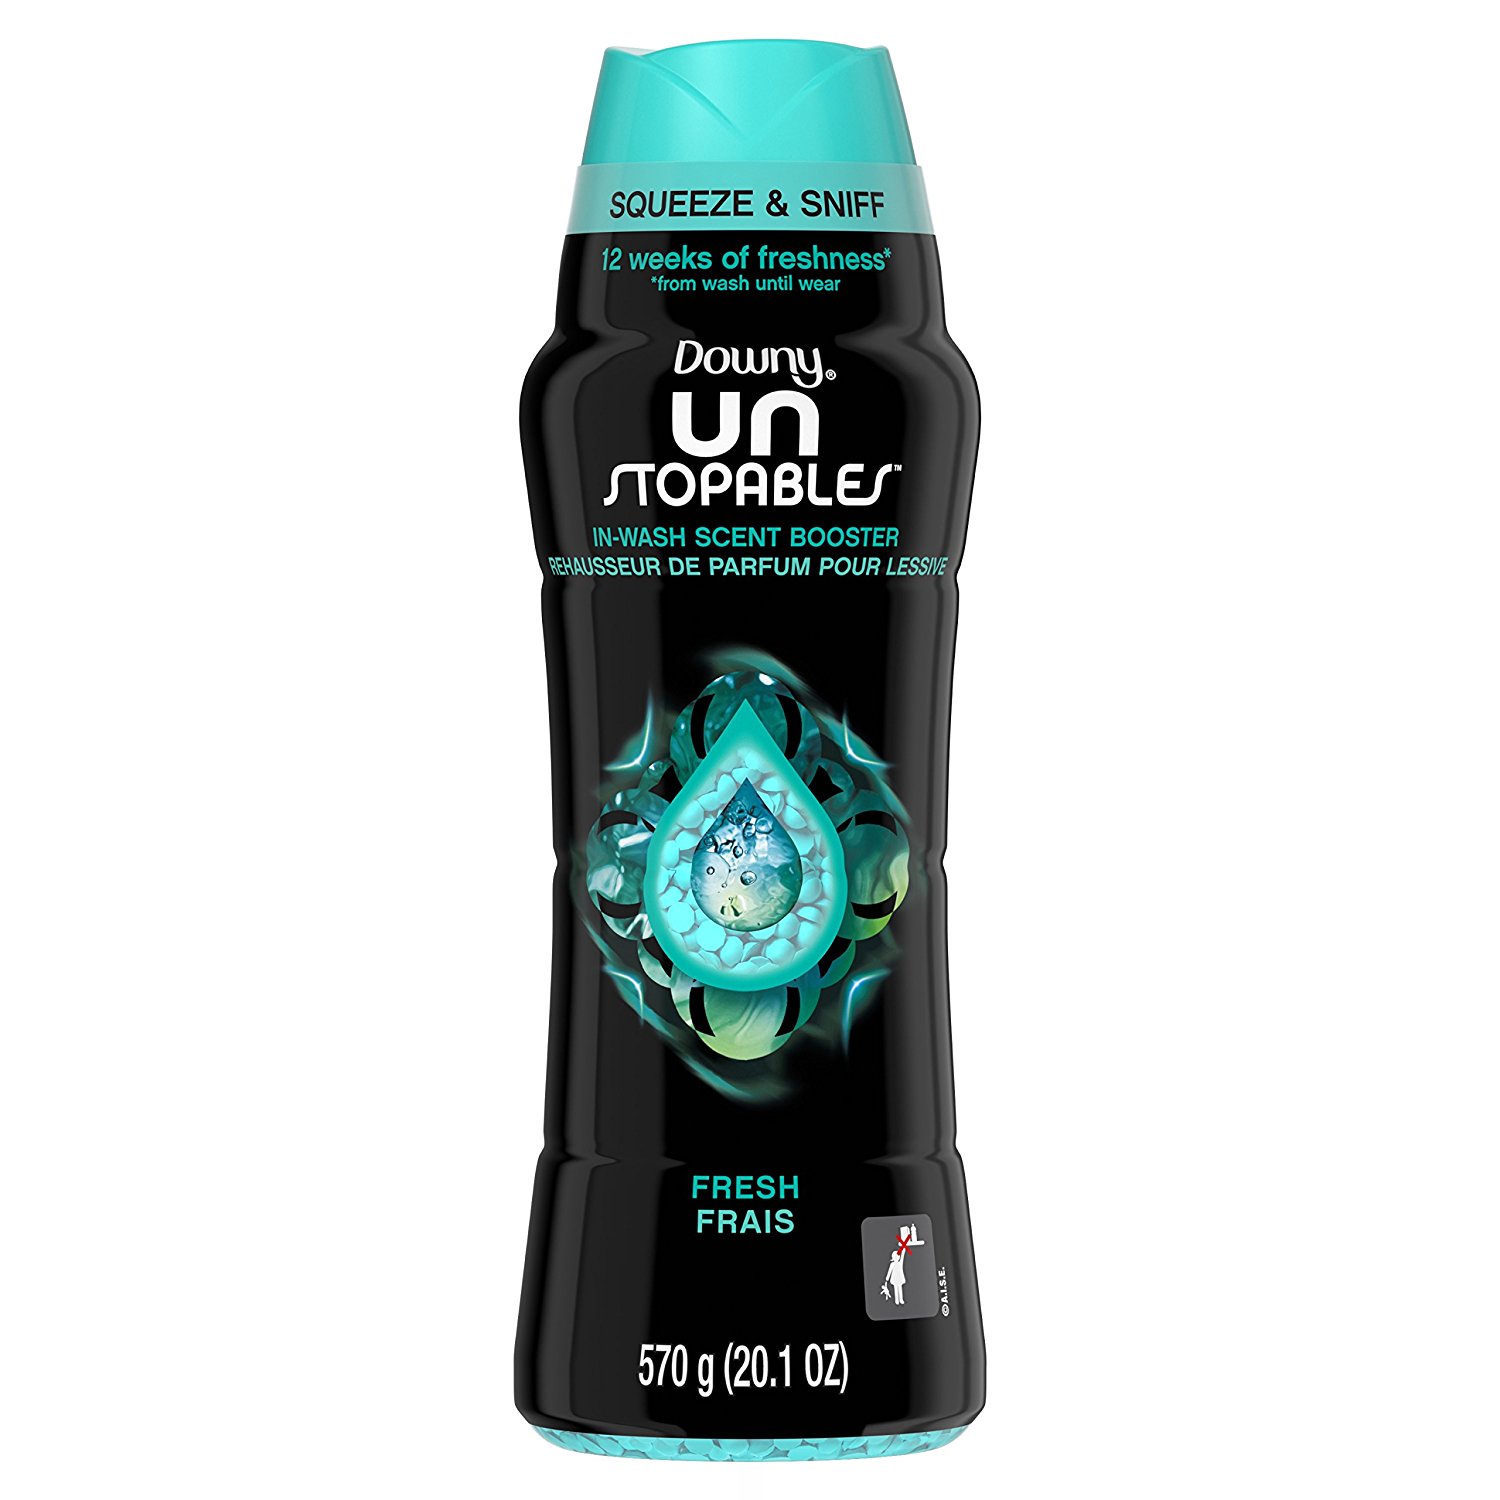 SQUEEZE & SNIFF
12 weeks of freshness*
*from wash until wear
Downy®
un
STOPABLES™
IN-WASH SCENT BOOSTER
REHAUSSEUR DE PARFUM POUR LESSIVE
FRESH
FRAIS
©A.I.S.E.
570 g (20.1 OZ)